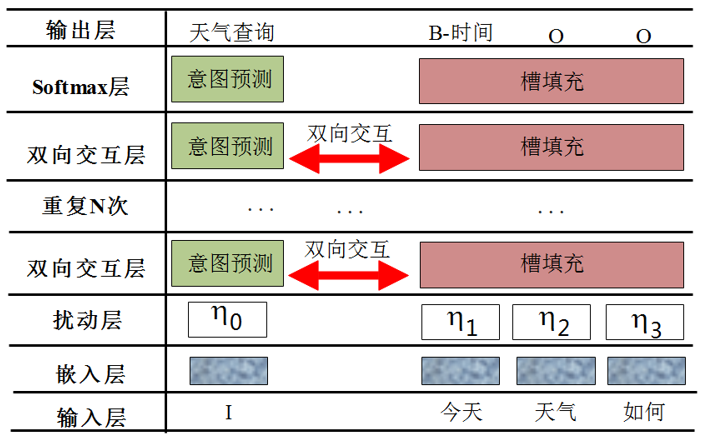 输出层 天气查询 B-时间 O O
Softmax层 意图预测 槽填充
双向交互层 意图预测 双向交互 槽填充
重复N次 ... ... ...
双向交互层 意图预测 双向交互 槽填充
扰动层 η0 η1 η2 η3
嵌入层
输入层 I 今天 天气 如何